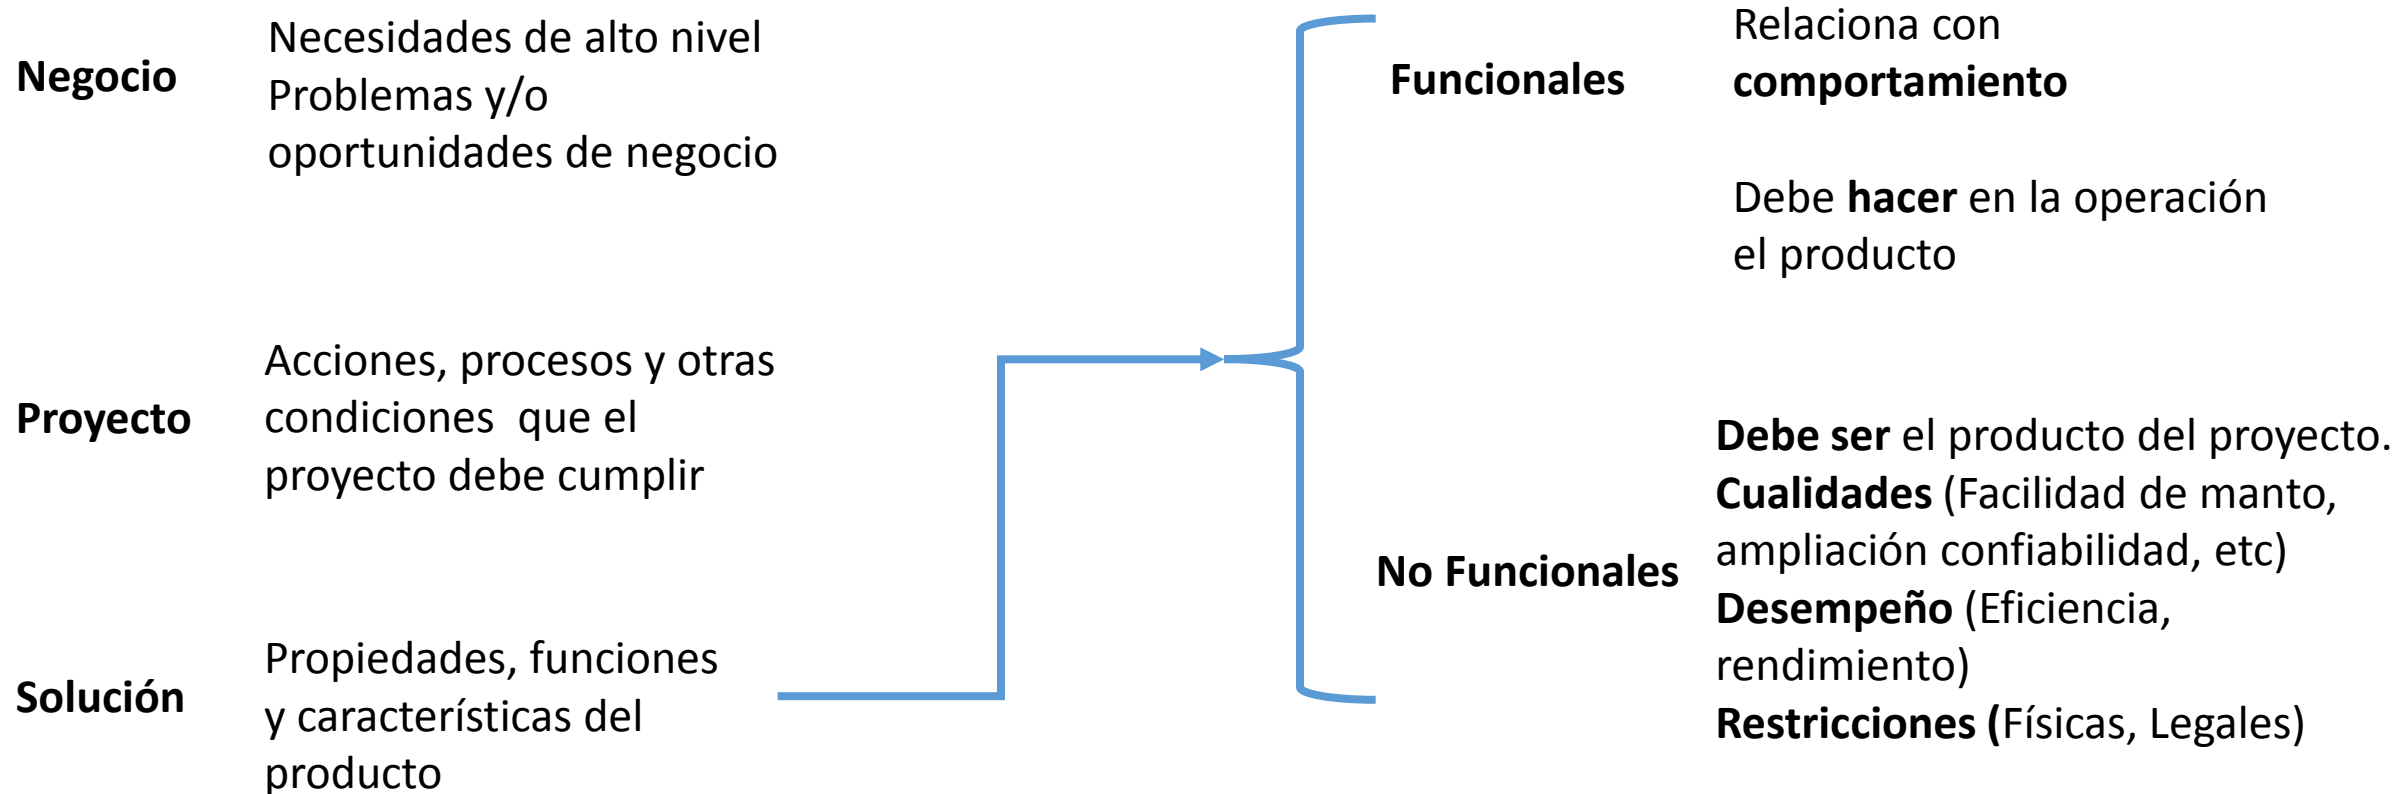 Negocio
Necesidades de alto nivel
Problemas y/o
oportunidades de negocio
Proyecto
Acciones, procesos y otras
condiciones  que el
proyecto debe cumplir
Solución
Propiedades, funciones
y características del
producto
Funcionales
Relaciona con
comportamiento
Debe hacer en la operación
el producto
No Funcionales
Debe ser el producto del proyecto.
Cualidades (Facilidad de manto,
ampliación confiabilidad, etc)
Desempeño (Eficiencia,
rendimiento)
Restricciones (Físicas, Legales)